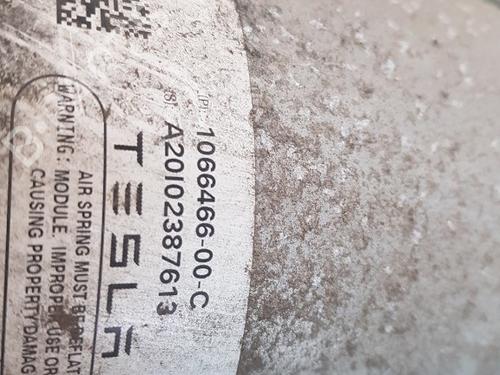 (P) 1066466-00-C
(S) A20I02387613
TESLA
AIR SPRING MUST BE DEFLAT
WARNING: MODULE. IMPROPER USE OR
CAUSING PROPERTY DAMAG